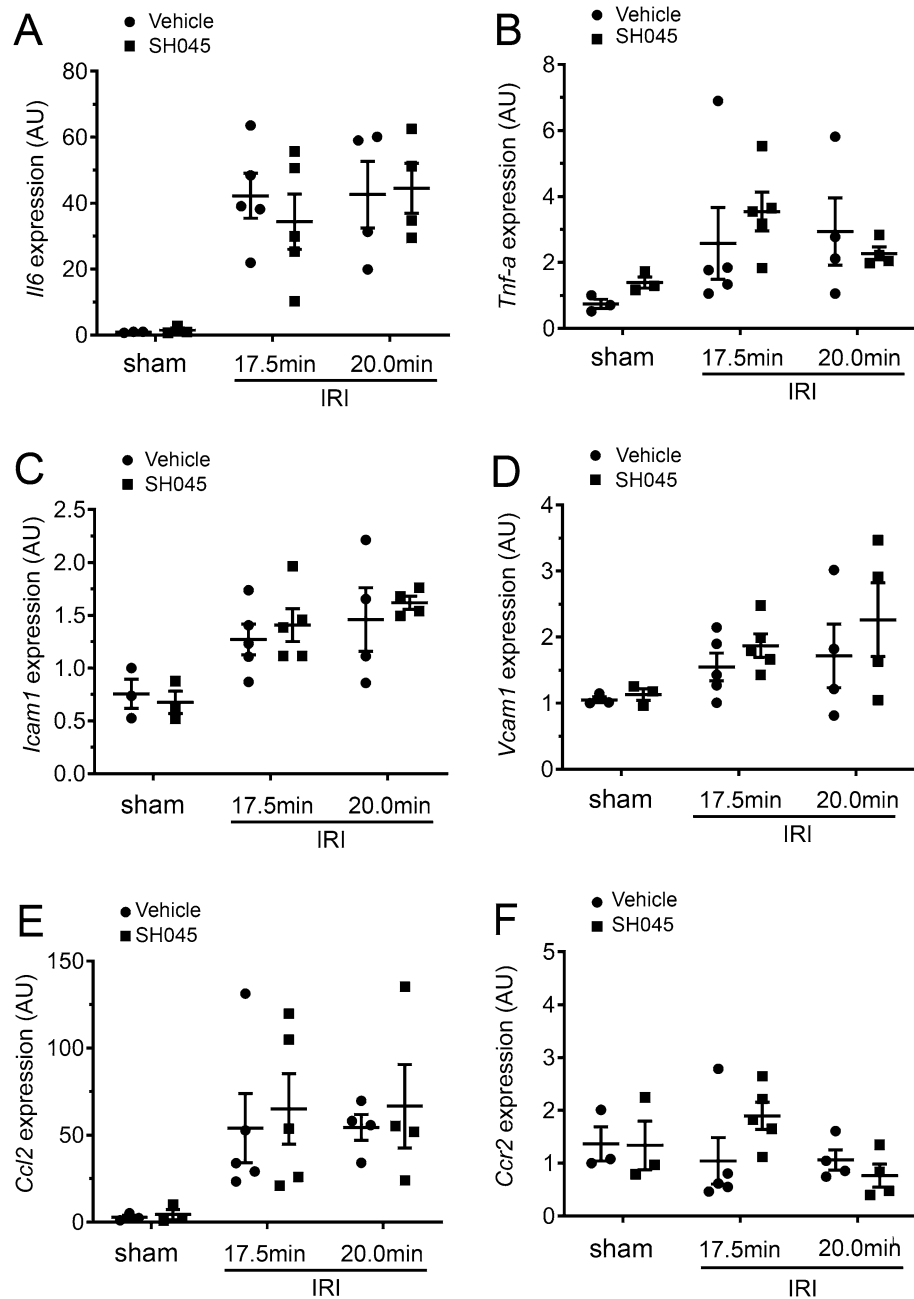 A
Vehicle
SH045
Il6 expression (AU)
80
60
40
20
0
sham
17.5min
20.0min
IRI
B
Vehicle
SH045
Tnf-a expression (AU)
8
6
4
2
0
sham
17.5min
20.0min
IRI
C
Vehicle
SH045
Icam1 expression (AU)
2.5
2.0
1.5
1.0
0.5
0.0
sham
17.5min
20.0min
IRI
D
Vehicle
SH045
Vcam1 expression (AU)
4
3
2
1
0
sham
17.5min
20.0min
IRI
E
Vehicle
SH045
Ccl2 expression (AU)
150
100
50
0
sham
17.5min
20.0min
IRI
F
Vehicle
SH045
Ccr2 expression (AU)
5
4
3
2
1
0
sham
17.5min
20.0min
IRI